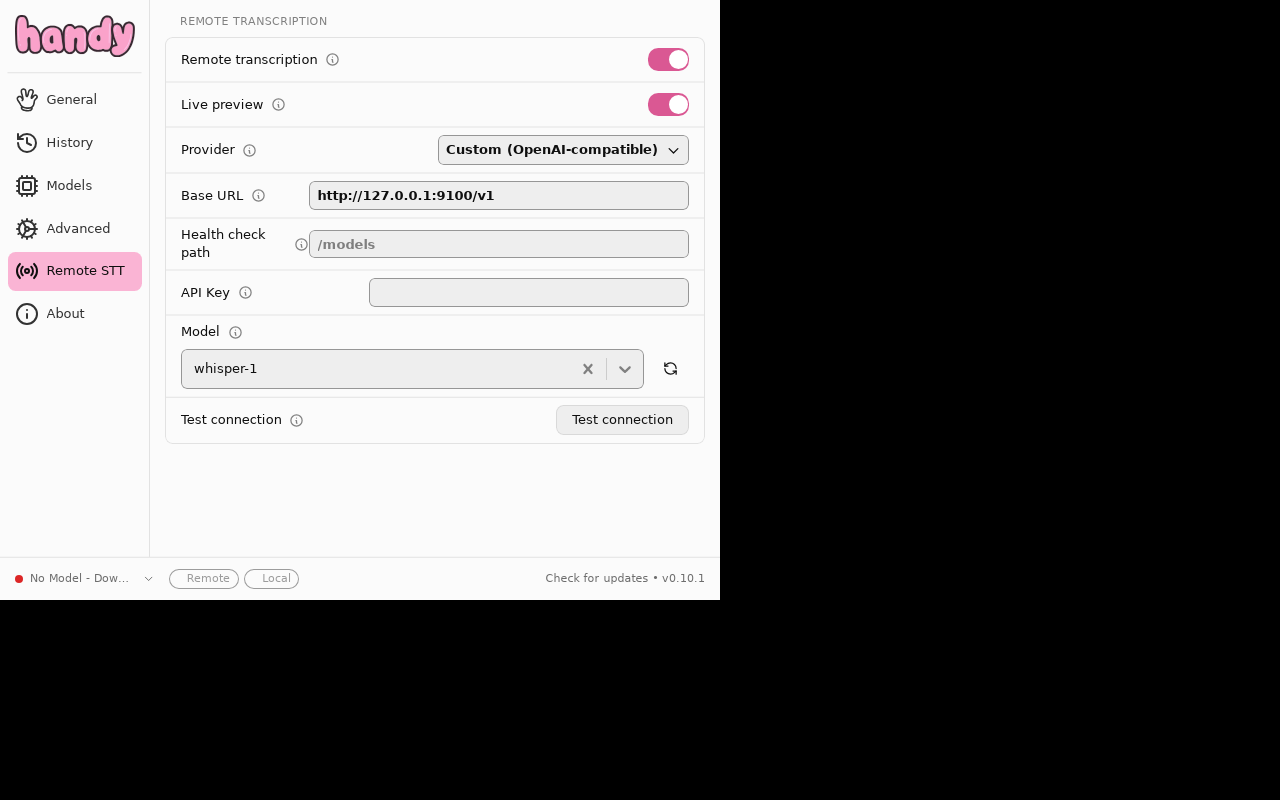 handy
General
History
Models
Advanced
Remote STT
About
REMOTE TRANSCRIPTION
Remote transcription
Live preview
Provider
Custom (OpenAI-compatible)
Base URL
http://127.0.0.1:9100/v1
Health check
path
/models
API Key
Model
whisper-1
Test connection
Test connection
No Model - Dow...
Remote
Local
Check for updates • v0.10.1